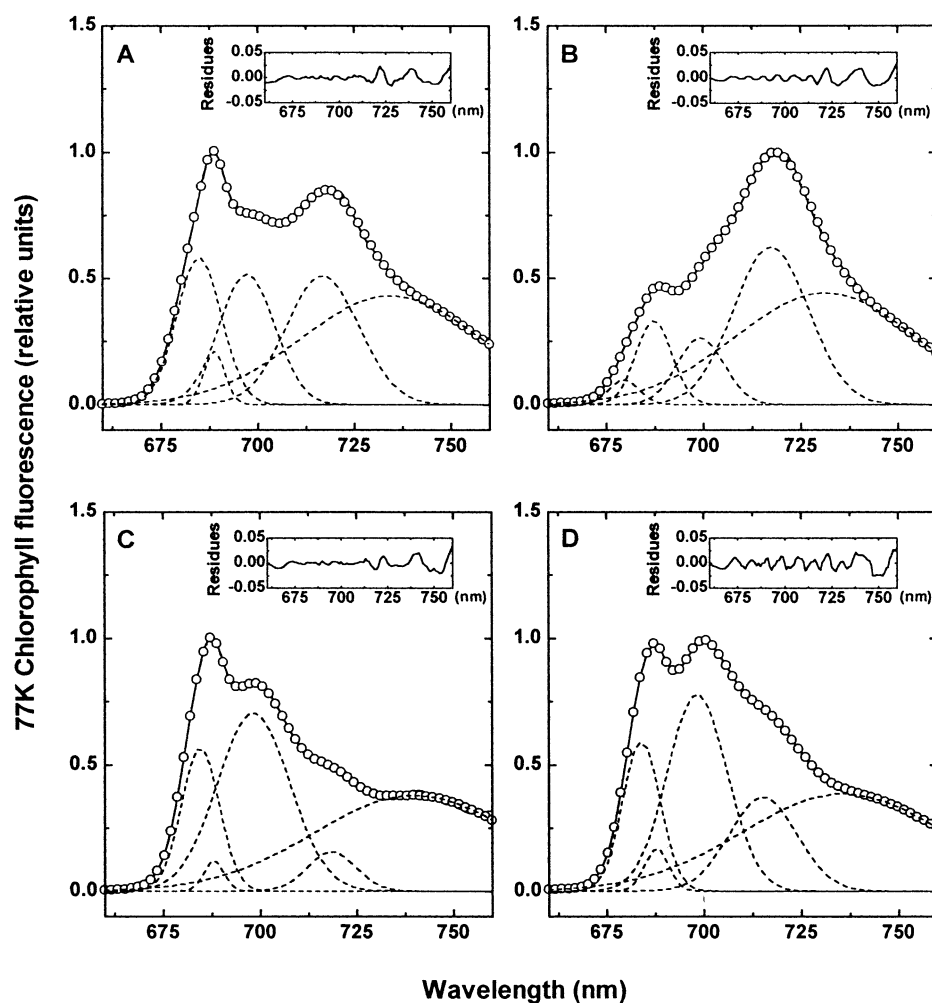 77K Chlorophyll fluorescence (relative units)
A
Residues
0.05
0.00
-0.05
675 700 725 750 (nm)
1.5
1.0
0.5
0.0
675 700 725 750
B
Residues
0.05
0.00
-0.05
675 700 725 750 (nm)
1.5
1.0
0.5
0.0
675 700 725 750
C
Residues
0.05
0.00
-0.05
675 700 725 750 (nm)
1.5
1.0
0.5
0.0
675 700 725 750
D
Residues
0.05
0.00
-0.05
675 700 725 750 (nm)
1.5
1.0
0.5
0.0
675 700 725 750
Wavelength (nm)